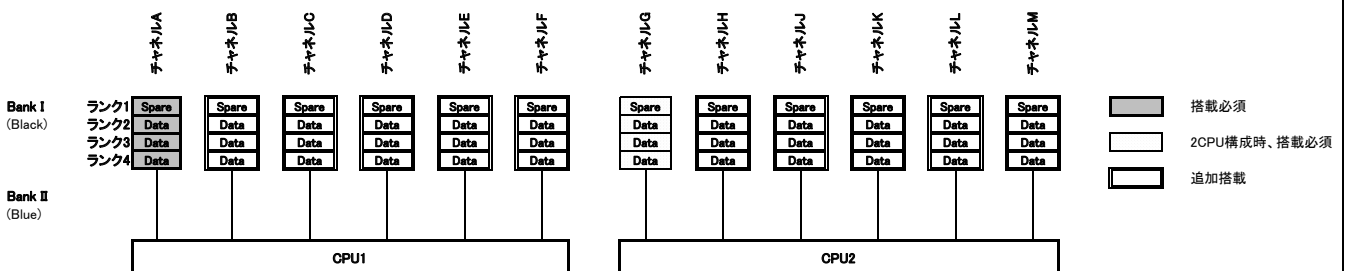 チャネルA チャネルB チャネルC チャネルD チャネルE チャネルF チャネルG チャネルH チャネルJ チャネルK チャネルL チャネルM
Bank I ランク1 Spare Spare Spare Spare Spare Spare Spare Spare Spare Spare Spare Spare 搭載必須
(Black) ランク2 Data Data Data Data Data Data Data Data Data Data Data Data
ランク3 Data Data Data Data Data Data Data Data Data Data Data Data 2CPU構成時、搭載必須
ランク4 Data Data Data Data Data Data Data Data Data Data Data Data
追加搭載
Bank II
(Blue)
CPU1 CPU2